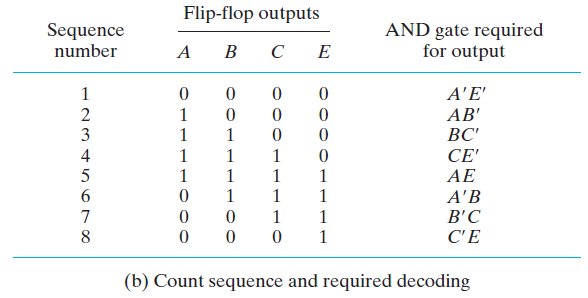 Flip-flop outputs
Sequence number
A B C E
AND gate required for output
1 0 0 0 0 A'E'
2 1 0 0 0 AB'
3 1 1 0 0 BC'
4 1 1 1 0 CE'
5 1 1 1 1 AE
6 0 1 1 1 A'B
7 0 0 1 1 B'C
8 0 0 0 1 C'E
(b) Count sequence and required decoding